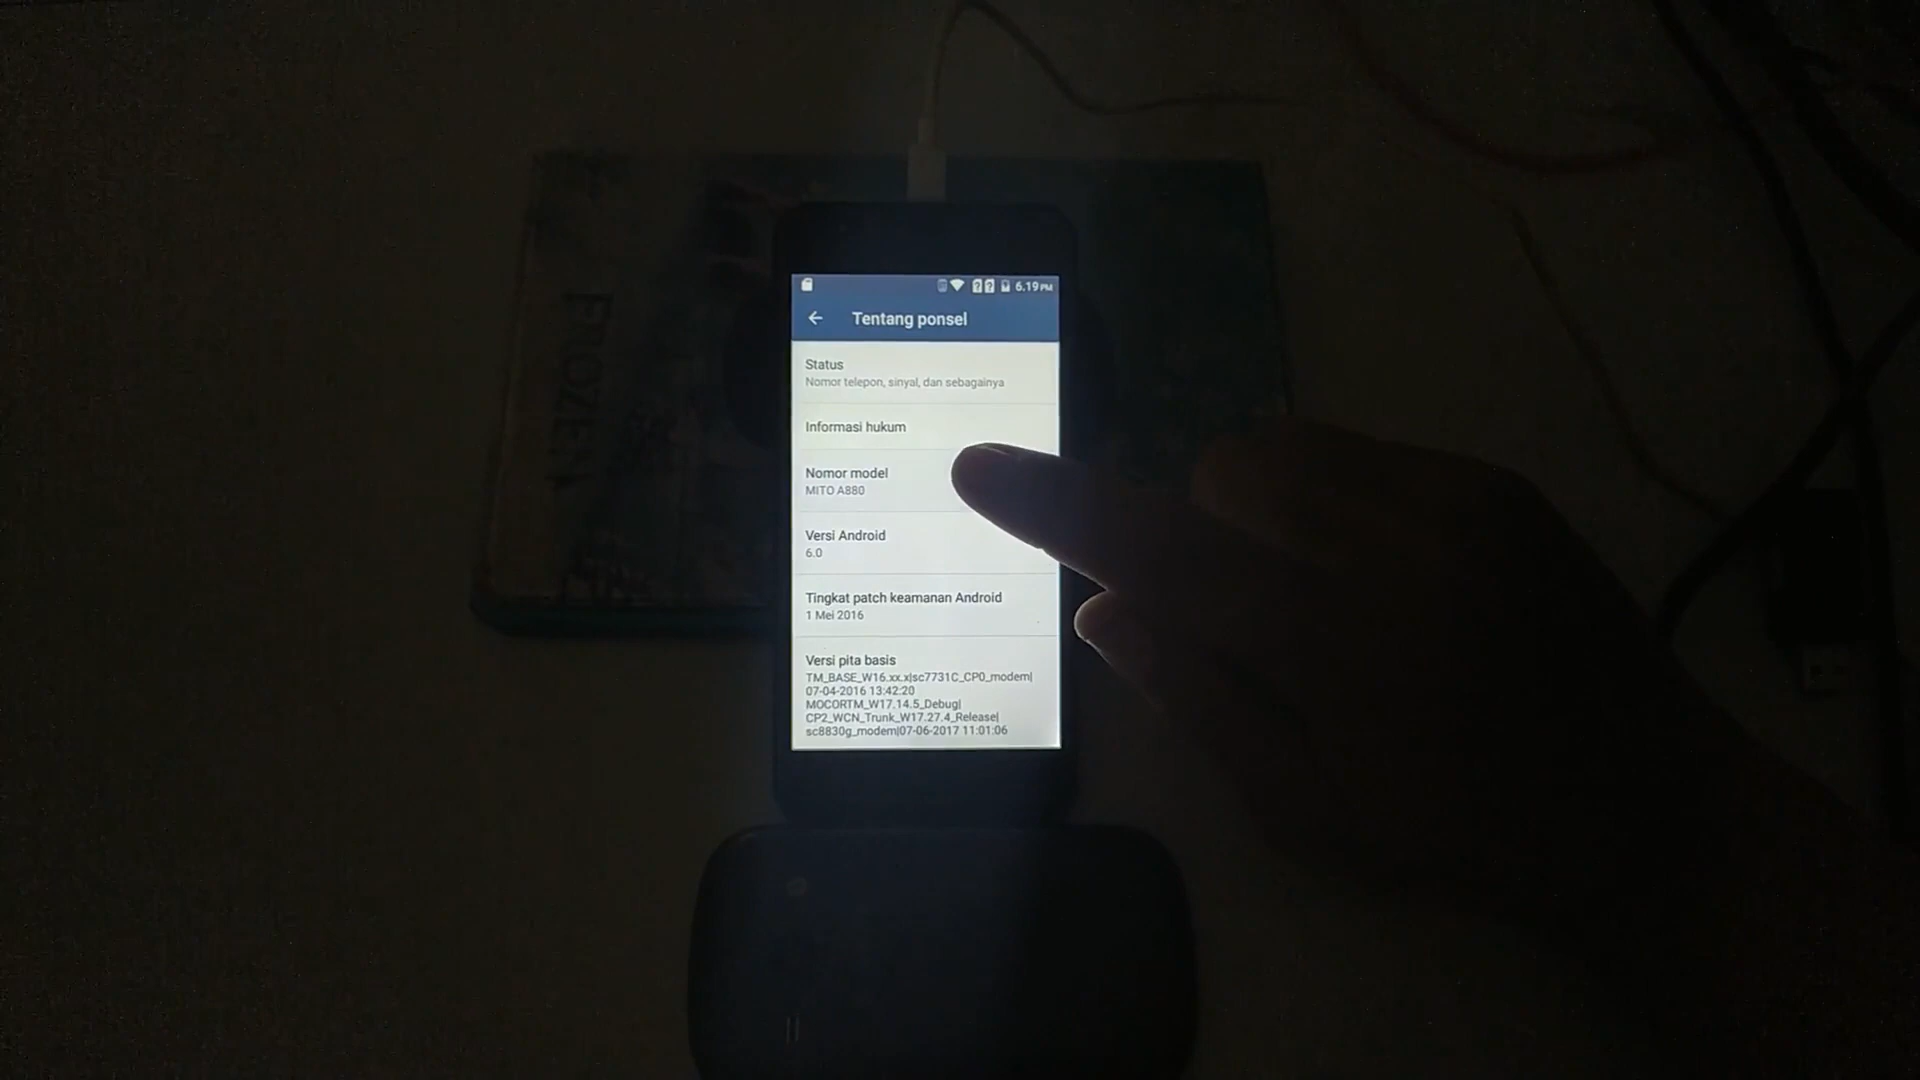 6.19 PM
Tentang ponsel
Status
Nomor telepon, sinyal, dan sebagainya
Informasi hukum
Nomor model
MITO A880
Versi Android
6.0
Tingkat patch keamanan Android
1 Mei 2016
Versi pita basis
TM_BASE_W16.xx.x|sc7731C_CP0_modem|
07-04-2016 13:42:20
MOCORTM_W17.14.5_Debug|
CP2_WCN_Trunk_W17.27.4_Release|
sc8830g_modem|07-06-2017 11:01:06
FROZEN